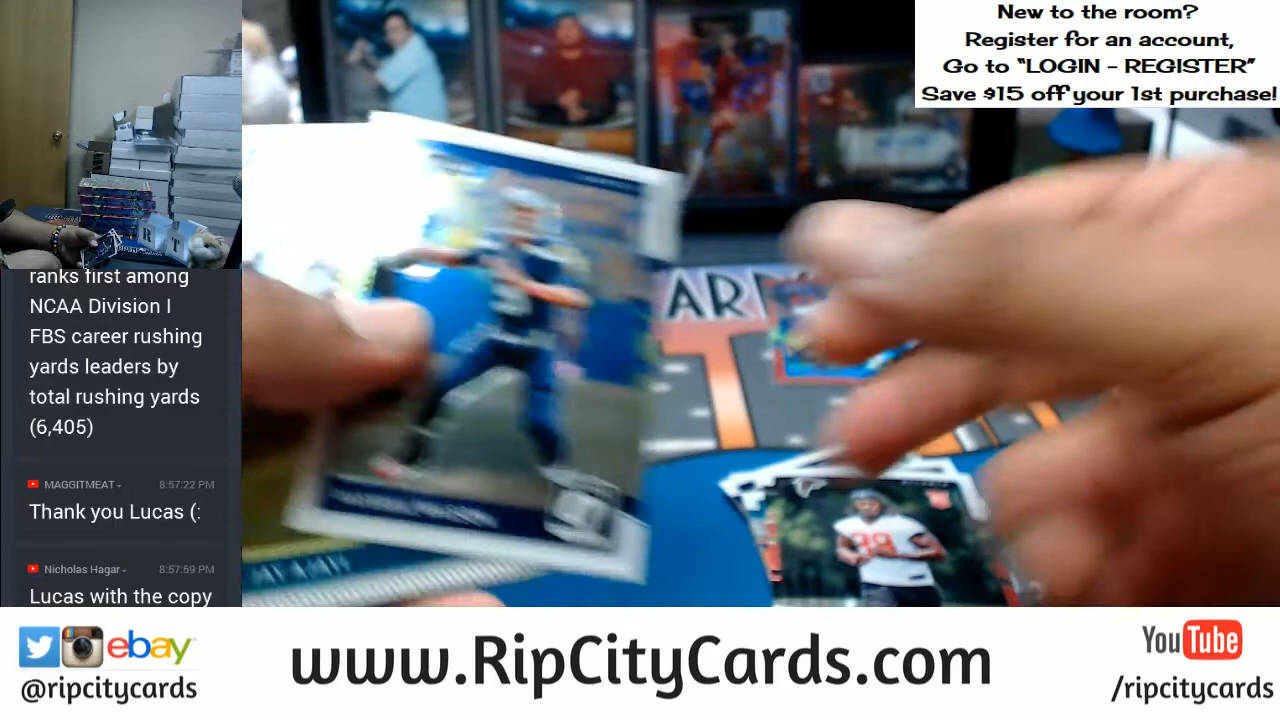 New to the room?
Register for an account,
Go to “LOGIN - REGISTER”
Save $15 off your 1st purchase!
ranks first among
NCAA Division I
FBS career rushing
yards leaders by
total rushing yards
(6,405)
MAGGITMEAT
8:57:22 PM
Thank you Lucas (:
Nicholas Hagar
8:57:59 PM
Lucas with the copy
ebay
@ripcitycards
www.RipCityCards.com
YouTube
/ripcitycards